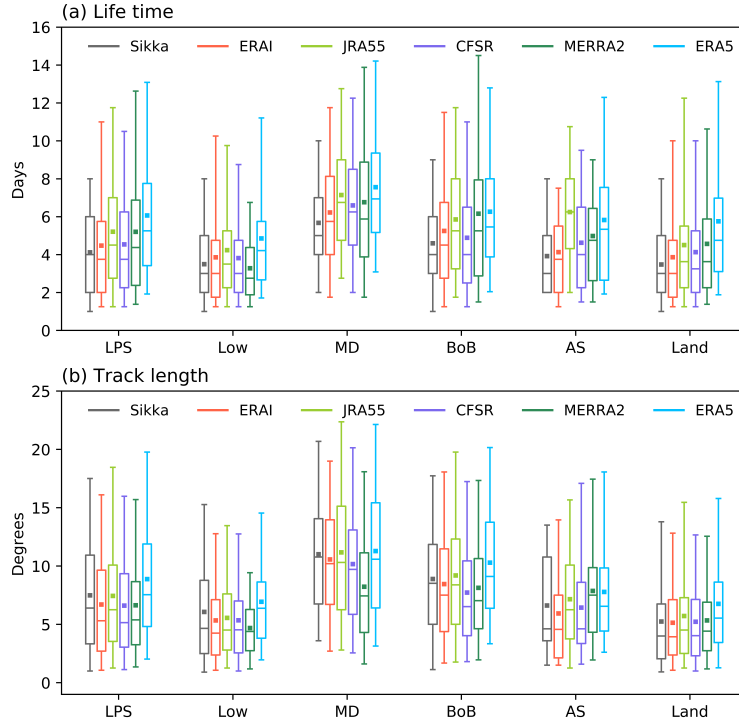 (a) Life time
16
14
12
10
8
6
4
2
0
Days
Sikka ERAI JRA55 CFSR MERRA2 ERA5
LPS Low MD BoB AS Land
(b) Track length
25
20
15
10
5
0
Degrees
Sikka ERAI JRA55 CFSR MERRA2 ERA5
LPS Low MD BoB AS Land